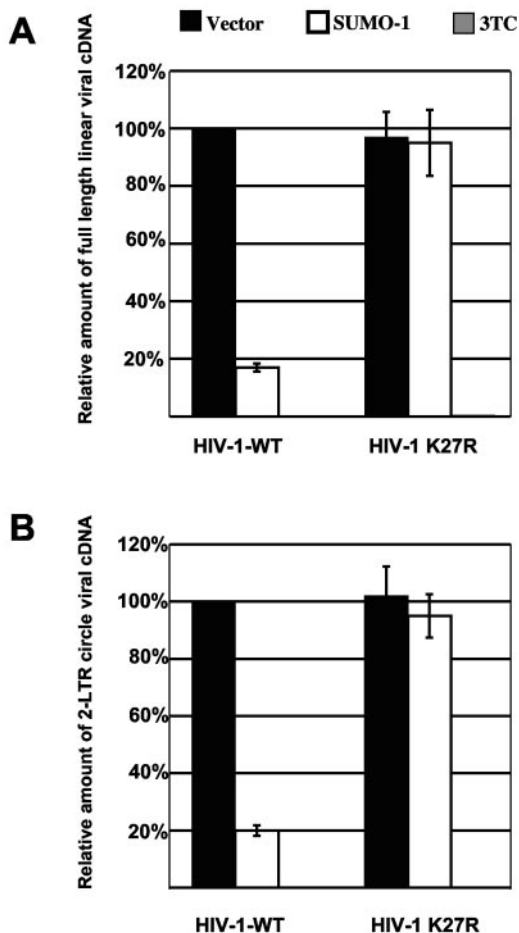 A
Vector SUMO-1 3TC
Relative amount of full length linear viral cDNA
120%
100%
80%
60%
40%
20%
HIV-1-WT HIV-1 K27R
B
Relative amount of 2-LTR circle viral cDNA
120%
100%
80%
60%
40%
20%
HIV-1-WT HIV-1 K27R